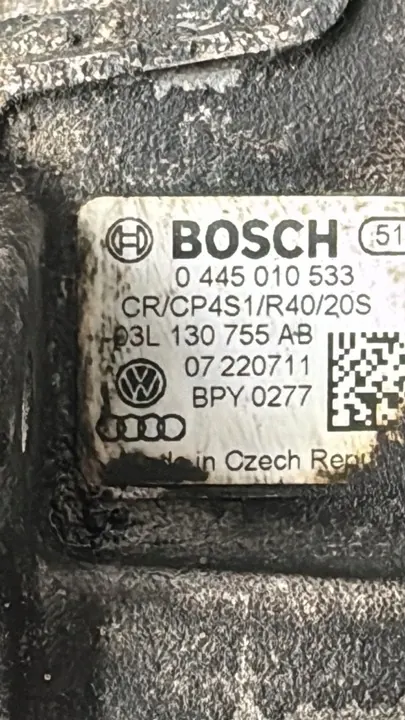 BOSCH 51
0 445 010 533
CR/CP4S1/R40/20S
03L 130 755 AB
07 220711
BPY 0277
in Czech